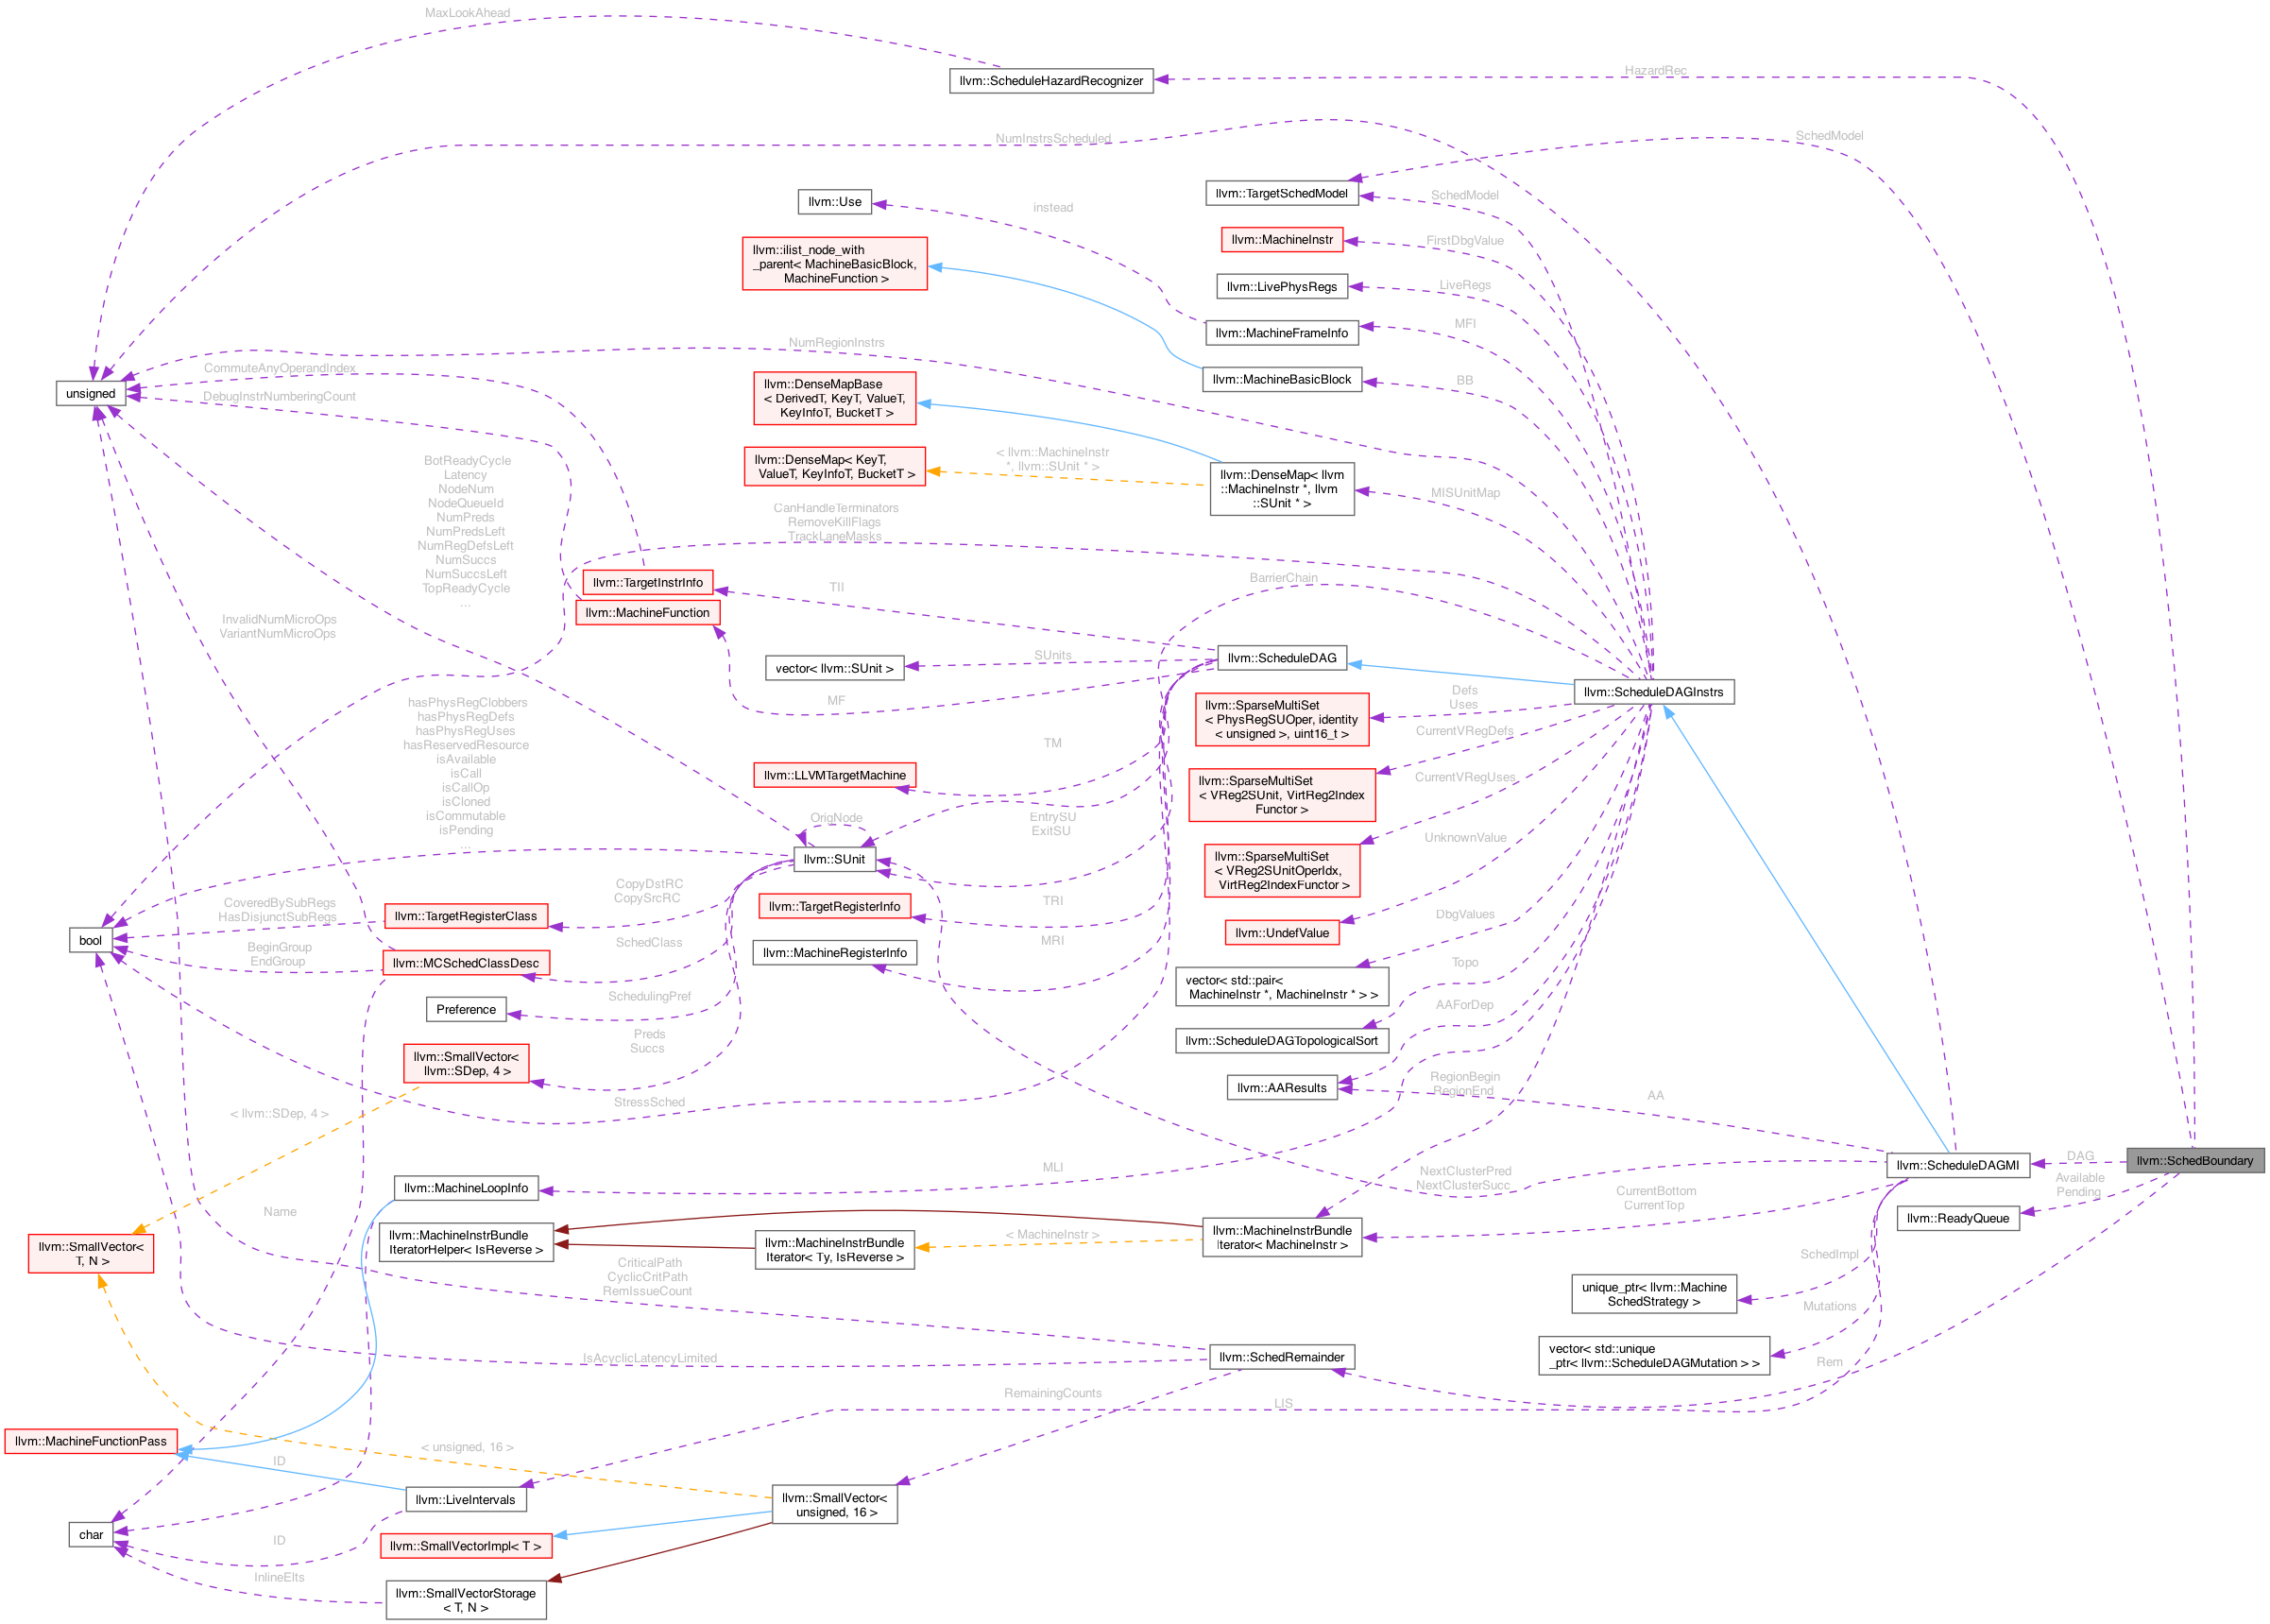 MaxLookAhead
HazardRec
llvm::ScheduleHazardRecognizer
NumInstrsScheduled
SchedModel
llvm::TargetSchedModel
SchedModel
llvm::Use
instead
llvm::MachineInstr
FirstDbgValue
llvm::ilist_node_with
_parent< MachineBasicBlock,
MachineFunction >
llvm::LivePhysRegs
LiveRegs
llvm::MachineFrameInfo
MFI
NumRegionInstrs
CommuteAnyOperandIndex
llvm::MachineBasicBlock
BB
unsigned
DebugInstrNumberingCount
llvm::DenseMapBase
< DerivedT, KeyT, ValueT,
KeyInfoT, BucketT >
llvm::DenseMap< KeyT,
ValueT, KeyInfoT, BucketT >
< llvm::MachineInstr
*, llvm::SUnit * >
llvm::DenseMap< llvm
::MachineInstr *, llvm
::SUnit * >
MISUnitMap
BotReadyCycle
Latency
NodeNum
NodeQueueId
NumPreds
NumPredsLeft
NumRegDefsLeft
NumSuccs
NumSuccsLeft
TopReadyCycle
...
CanHandleTerminators
RemoveKillFlags
TrackLaneMasks
llvm::TargetInstrInfo
TII
BarrierChain
llvm::MachineFunction
InvalidNumMicroOps
VariantNumMicroOps
vector< llvm::SUnit >
SUnits
llvm::ScheduleDAG
MF
llvm::ScheduleDAGInstrs
llvm::SparseMultiSet
< PhysRegSUOper, identity
< unsigned >, uint16_t >
Defs
Uses
hasPhysRegClobbers
hasPhysRegDefs
hasPhysRegUses
hasReservedResource
isAvailable
isCall
isCallOp
isCloned
isCommutable
isPending
...
CurrentVRegDefs
TM
llvm::LLVMTargetMachine
llvm::SparseMultiSet
< VReg2SUnit, VirtReg2Index
Functor >
CurrentVRegUses
OrigNode
EntrySU
ExitSU
UnknownValue
llvm::SUnit
llvm::SparseMultiSet
< VReg2SUnitOperIdx,
VirtReg2IndexFunctor >
CopyDstRC
CopySrcRC
CoveredBySubRegs
HasDisjunctSubRegs
llvm::TargetRegisterClass
llvm::TargetRegisterInfo
TRI
DbgValues
llvm::UndefValue
bool
BeginGroup
EndGroup
SchedClass
llvm::MCSchedClassDesc
llvm::MachineRegisterInfo
MRI
Topo
vector< std::pair<
MachineInstr *, MachineInstr * > >
Preference
SchedulingPref
AAForDep
Preds
Succs
llvm::ScheduleDAGTopologicalSort
llvm::SmallVector<
llvm::SDep, 4 >
StressSched
llvm::AAResults
RegionBegin
RegionEnd
AA
< llvm::SDep, 4 >
MLI
DAG
llvm::SchedBoundary
llvm::ScheduleDAGMI
NextClusterPred
NextClusterSucc
Available
Pending
llvm::MachineLoopInfo
CurrentBottom
CurrentTop
llvm::ReadyQueue
Name
llvm::SmallVector<
T, N >
llvm::MachineInstrBundle
IteratorHelper< IsReverse >
llvm::MachineInstrBundle
Iterator< Ty, IsReverse >
< MachineInstr >
llvm::MachineInstrBundle
Iterator< MachineInstr >
SchedImpl
CriticalPath
CyclicCritPath
RemIssueCount
unique_ptr< llvm::Machine
SchedStrategy >
Mutations
IsAcyclicLatencyLimited
llvm::SchedRemainder
vector< std::unique
_ptr< llvm::ScheduleDAGMutation > >
Rem
RemainingCounts
LIS
llvm::MachineFunctionPass
< unsigned, 16 >
ID
llvm::LiveIntervals
llvm::SmallVector<
unsigned, 16 >
char
ID
llvm::SmallVectorImpl< T >
InlineElts
llvm::SmallVectorStorage
< T, N >